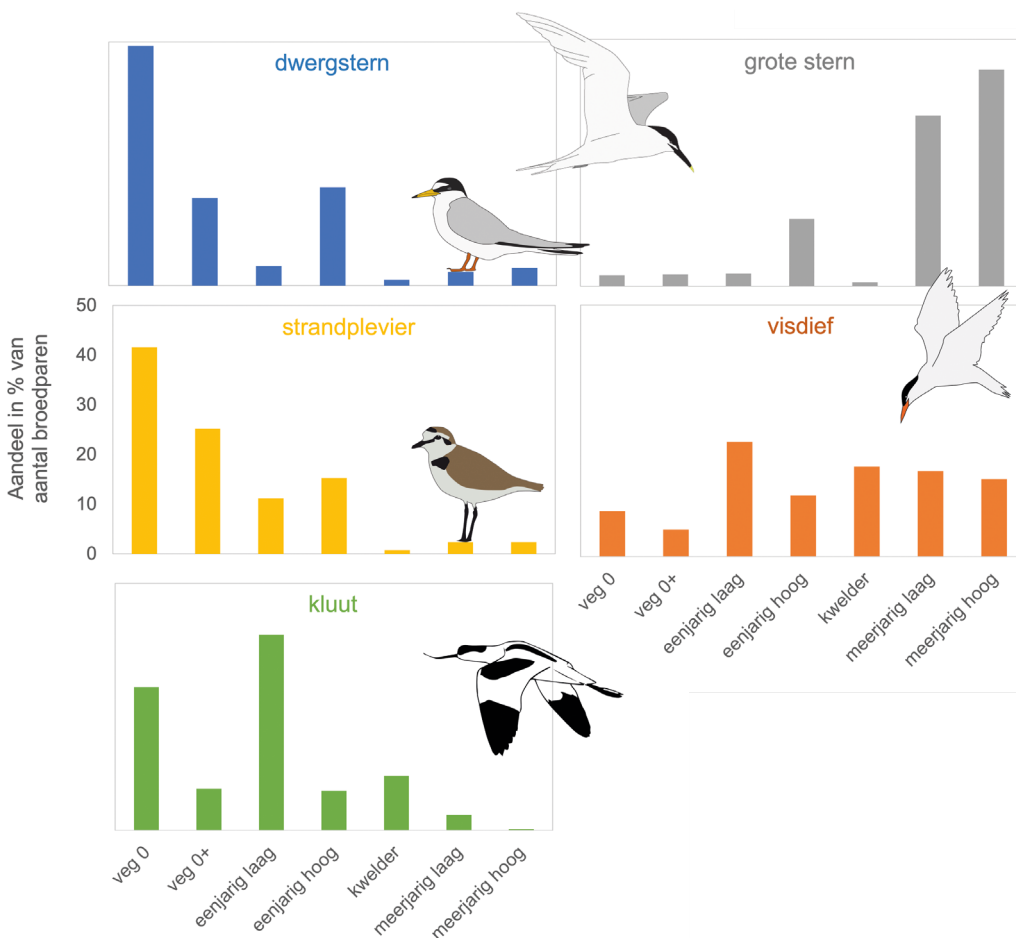 dwergstern
grote stern
Aandeel in % van
aantal broedparen
50
40
30
20
10
0
strandplevier
visdief
veg 0
veg 0+
eenjarig laag
eenjarig hoog
kwelder
meerjarig laag
meerjarig hoog
kluut
veg 0
veg 0+
eenjarig laag
eenjarig hoog
kwelder
meerjarig laag
meerjarig hoog